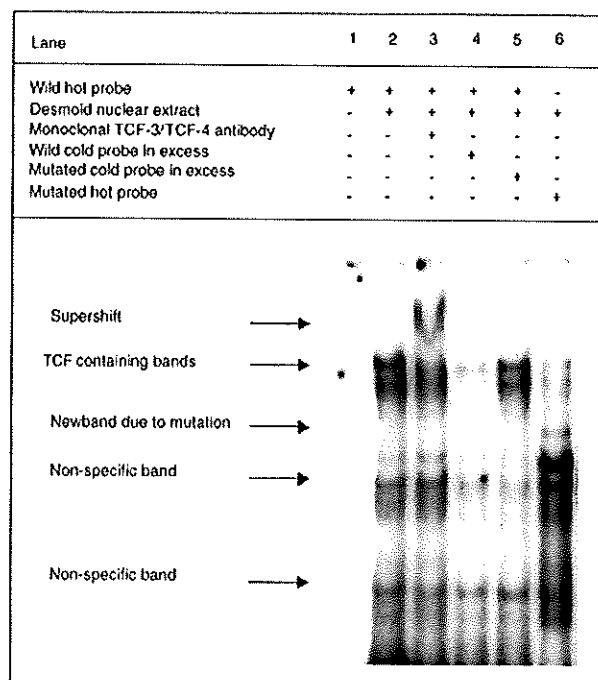 Lane 1 2 3 4 5 6
Wild hot probe + + + + + -
Desmoid nuclear extract - + + + + +
Monoclonal TCF-3/TCF-4 antibody - - + - - -
Wild cold probe in excess - - - + - -
Mutated cold probe in excess - - - - + -
Mutated hot probe - - - - - +
Supershift
TCF containing bands
Newband due to mutation
Non-specific band
Non-specific band